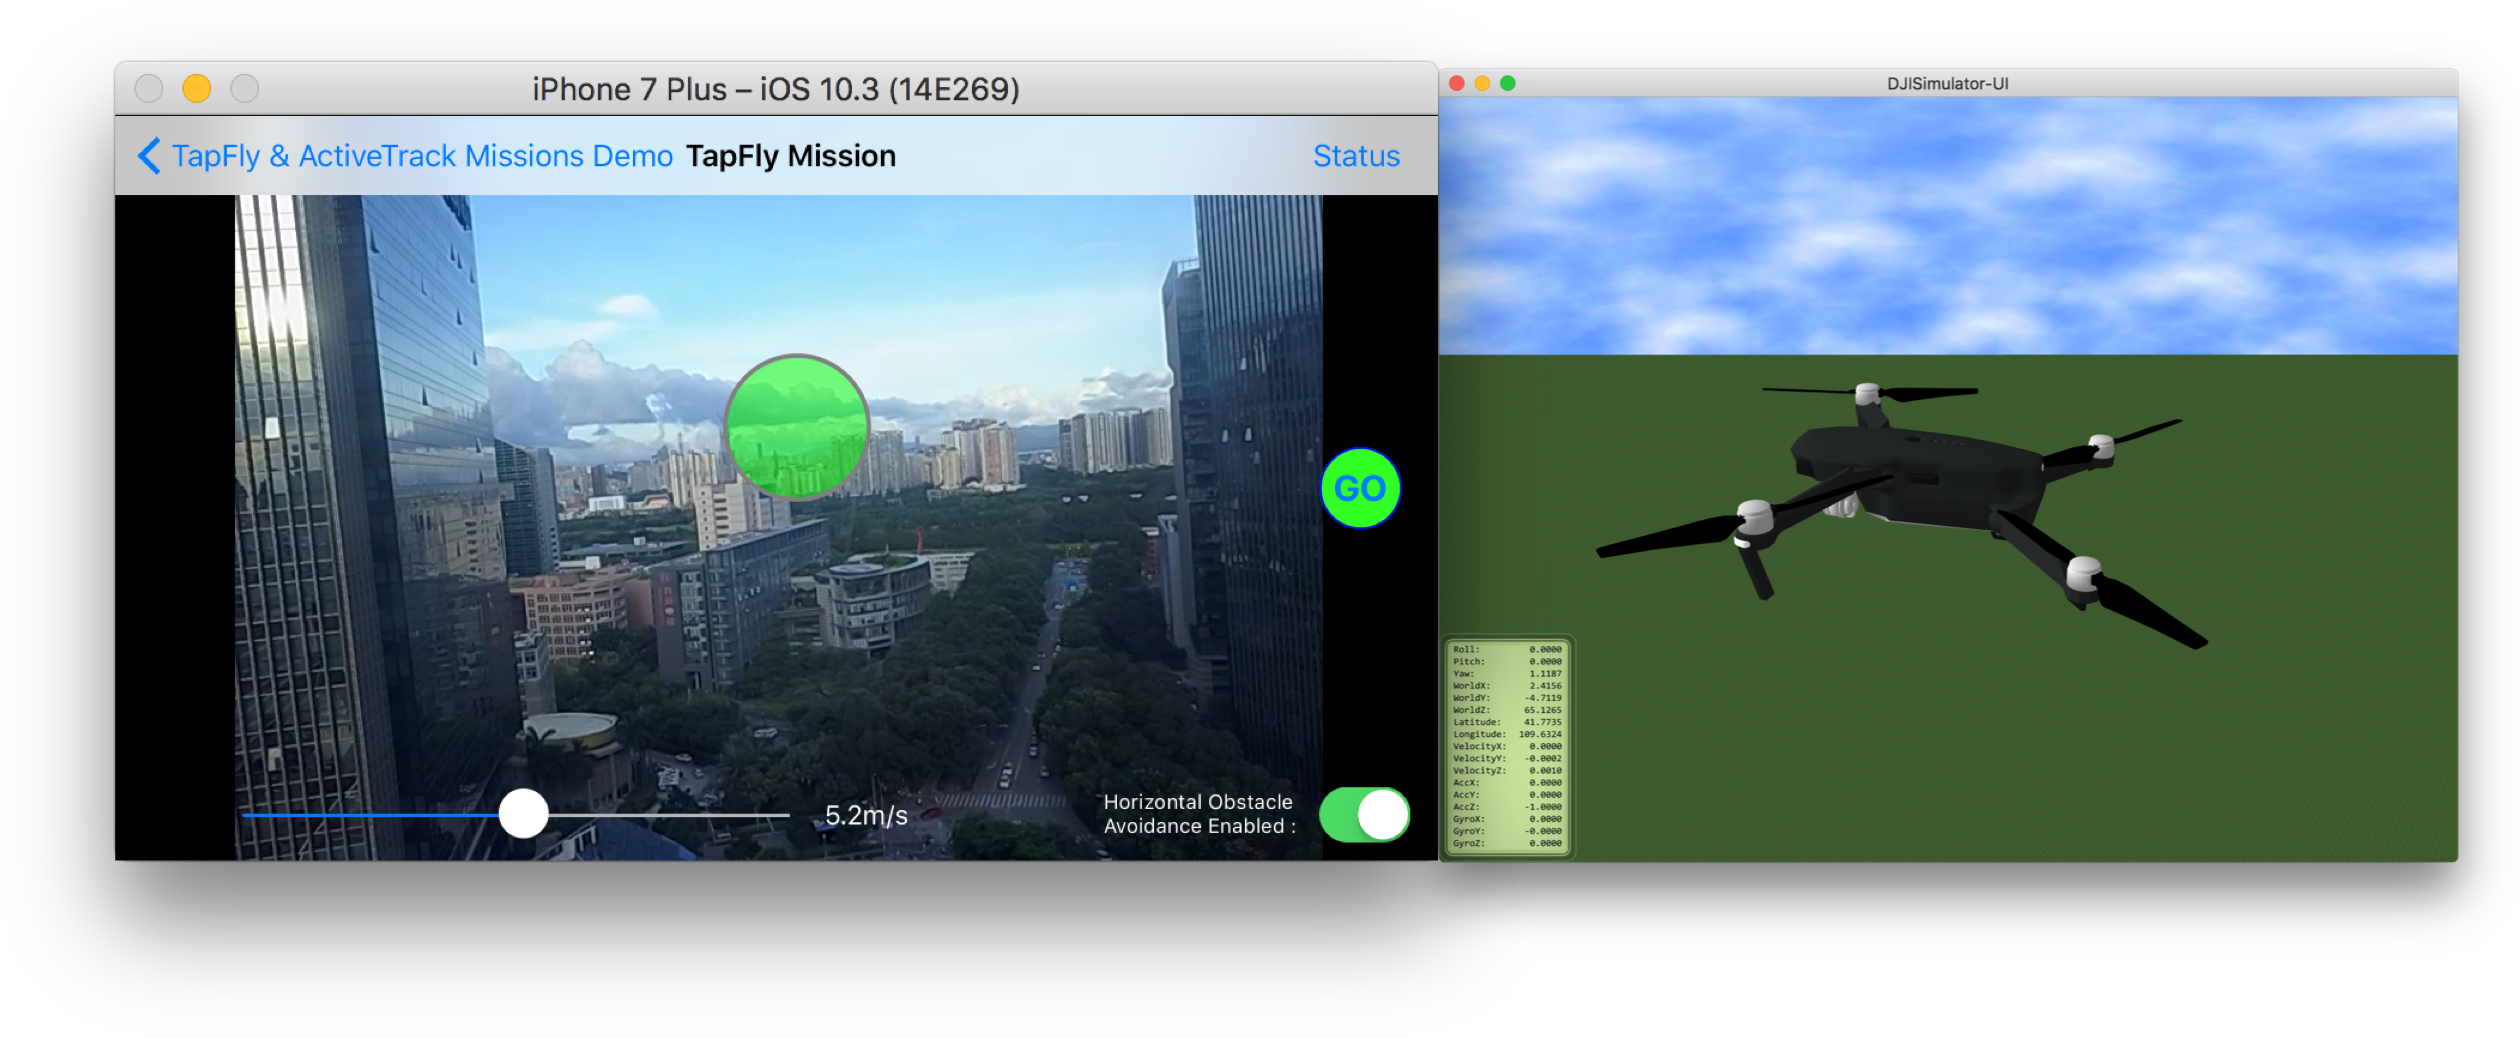 iPhone 7 Plus – iOS 10.3 (14E269)
TapFly & ActiveTrack Missions Demo TapFly Mission Status
GO
5.2m/s
Horizontal Obstacle
Avoidance Enabled :
DJISimulator-UI
Roll: 0.0000
Pitch: 0.0000
Yaw: 1.1187
WorldX: 2.4156
WorldY: -4.7119
WorldZ: 65.1265
Latitude: 41.7735
Longitude: 109.6324
VelocityX: 0.0000
VelocityY: -0.0002
VelocityZ: 0.0010
AccX: 0.0000
AccY: 0.0000
AccZ: -1.0000
GyroX: 0.0000
GyroY: -0.0000
GyroZ: 0.0000